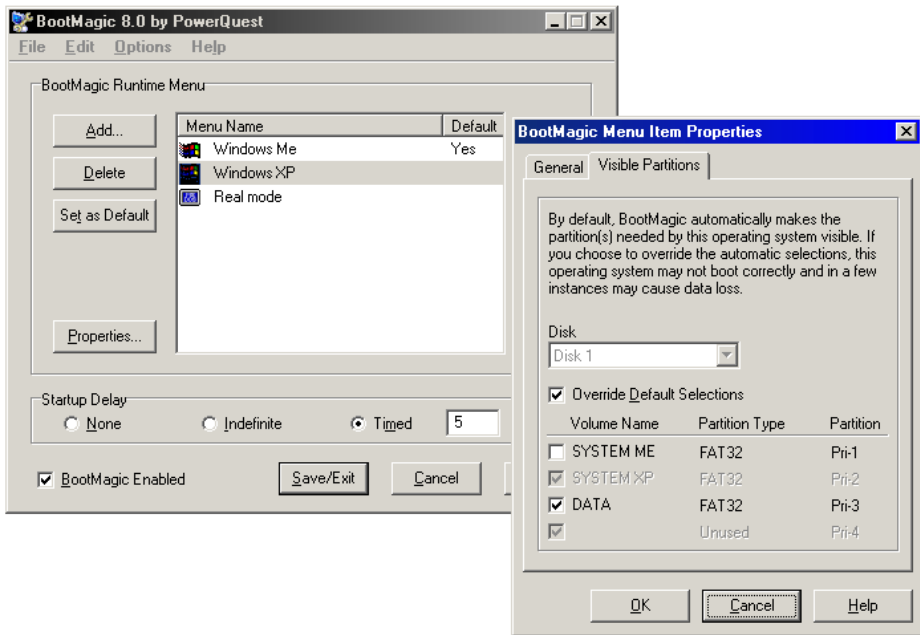 BootMagic 8.0 by PowerQuest
File Edit Options Help
BootMagic Runtime Menu
Add...
Delete
Set as Default
Properties...
Menu Name Default
Windows Me Yes
Windows XP
Real mode
Startup Delay
None Indefinite Timed 5
BootMagic Enabled
Save/Exit Cancel
BootMagic Menu Item Properties
General Visible Partitions
By default, BootMagic automatically makes the
partition(s) needed by this operating system visible. If
you choose to override the automatic selections, this
operating system may not boot correctly and in a few
instances may cause data loss.
Disk
Disk 1
Override Default Selections
Volume Name Partition Type Partition
SYSTEM ME FAT32 Pri-1
SYSTEM XP FAT32 Pri-2
DATA FAT32 Pri-3
Unused Pri-4
OK Cancel Help